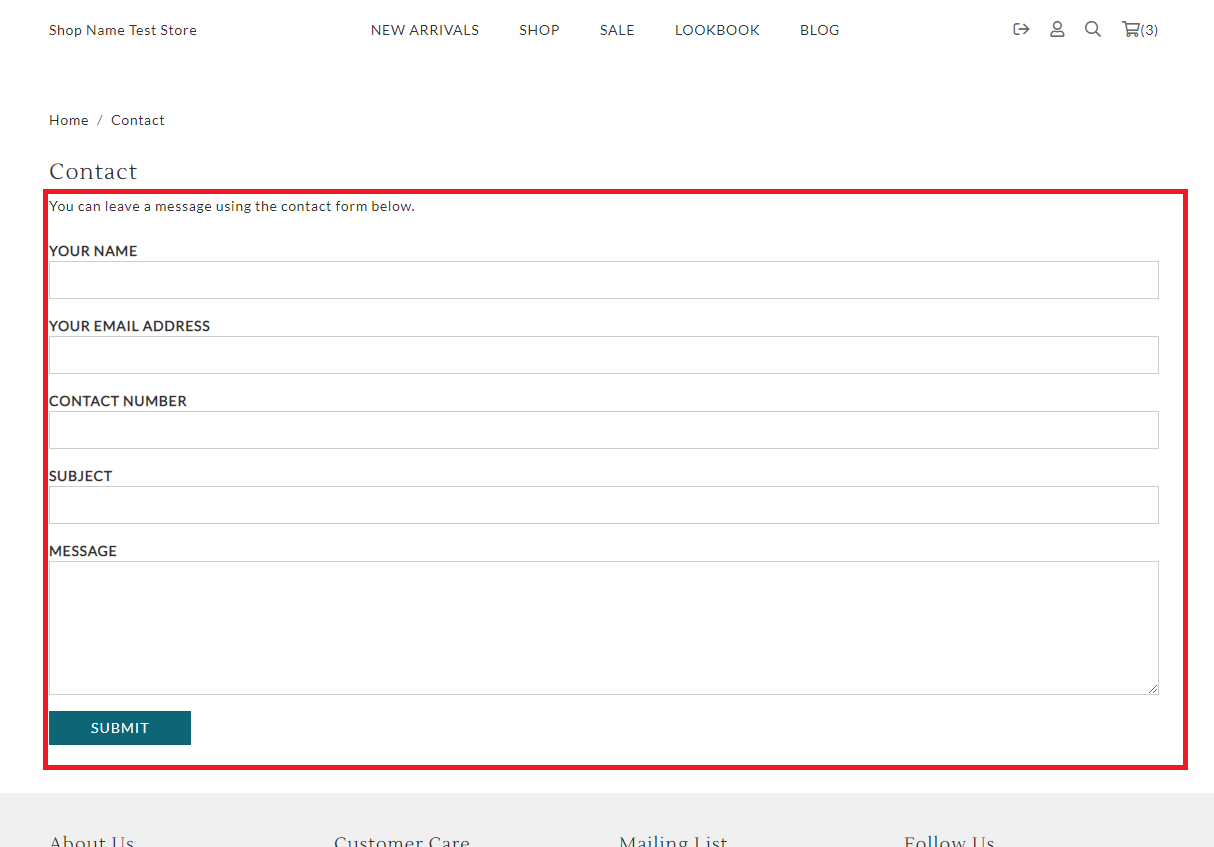 Shop Name Test Store NEW ARRIVALS SHOP SALE LOOKBOOK BLOG (3)
Home / Contact
Contact
You can leave a message using the contact form below.
YOUR NAME
YOUR EMAIL ADDRESS
CONTACT NUMBER
SUBJECT
MESSAGE
SUBMIT
About Us Customer Care Mailing List Follow Us